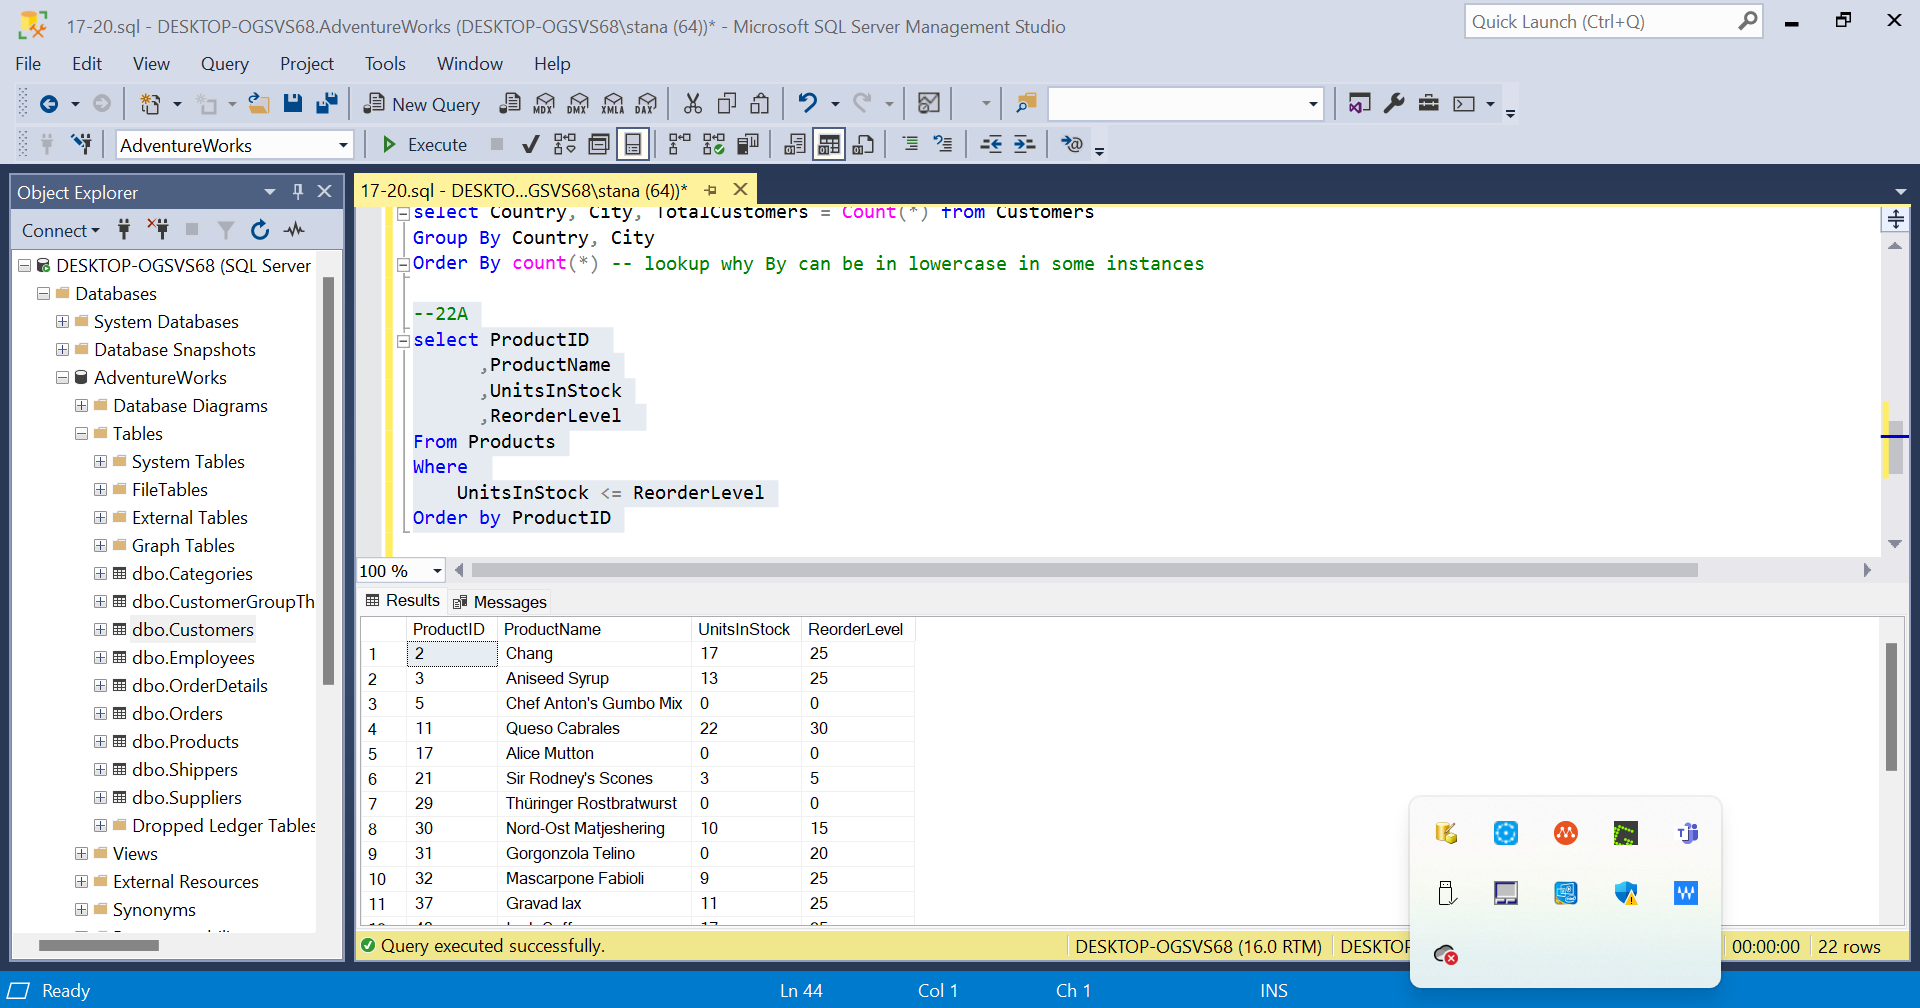 17-20.sql - DESKTOP-OGSVS68.AdventureWorks (DESKTOP-OGSVS68\stana (64))* - Microsoft SQL Server Management Studio
Quick Launch (Ctrl+Q)
File Edit View Query Project Tools Window Help
New Query MDX DMX XMLA DAX
AdventureWorks Execute
Object Explorer
17-20.sql - DESKTO...GSVS68\stana (64))*
Connect
DESKTOP-OGSVS68 (SQL Server
Databases
System Databases
Database Snapshots
AdventureWorks
Database Diagrams
Tables
System Tables
FileTables
External Tables
Graph Tables
dbo.Categories
dbo.CustomerGroupTh
dbo.Customers
dbo.Employees
dbo.OrderDetails
dbo.Orders
dbo.Products
dbo.Shippers
dbo.Suppliers
Dropped Ledger Tables
Views
External Resources
Synonyms
select Country, City, TotalCustomers = Count(*) from Customers
Group By Country, City
Order By count(*) -- lookup why By can be in lowercase in some instances
--22A
select ProductID
,ProductName
,UnitsInStock
,ReorderLevel
From Products
Where
UnitsInStock <= ReorderLevel
Order by ProductID
100 %
Results Messages
ProductID ProductName UnitsInStock ReorderLevel
1 2 Chang 17 25
2 3 Aniseed Syrup 13 25
3 5 Chef Anton's Gumbo Mix 0 0
4 11 Queso Cabrales 22 30
5 17 Alice Mutton 0 0
6 21 Sir Rodney's Scones 3 5
7 29 Thüringer Rostbratwurst 0 0
8 30 Nord-Ost Matjeshering 10 15
9 31 Gorgonzola Telino 0 20
10 32 Mascarpone Fabioli 9 25
11 37 Gravad lax 11 25
Query executed successfully. DESKTOP-OGSVS68 (16.0 RTM) DESKTOP 00:00:00 22 rows
Ready Ln 44 Col 1 Ch 1 INS